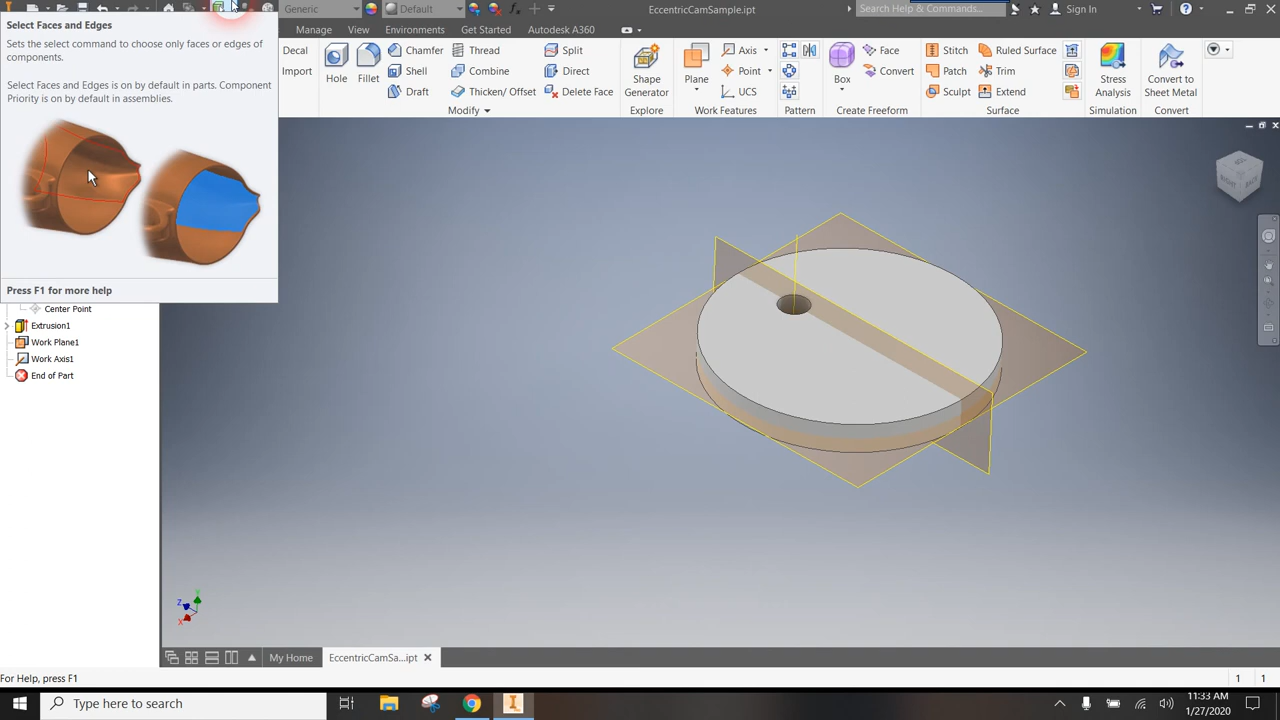 Generic
Default
EccentricCamSample.ipt
Search Help & Commands...
Sign In
Manage
View
Environments
Get Started
Autodesk A360
Select Faces and Edges
Sets the select command to choose only faces or edges of
components.
Select Faces and Edges is on by default in parts. Component
Priority is on by default in assemblies.
Press F1 for more help
Decal
Import
Hole
Fillet
Chamfer
Shell
Draft
Thread
Combine
Thicken/ Offset
Split
Direct
Delete Face
Modify
Shape
Generator
Explore
Plane
Axis
Point
UCS
Work Features
Pattern
Box
Face
Convert
Create Freeform
Stitch
Patch
Sculpt
Ruled Surface
Trim
Extend
Surface
Stress
Analysis
Simulation
Convert to
Sheet Metal
Convert
RIGHT
BACK
Center Point
Extrusion1
Work Plane1
Work Axis1
End of Part
Z
Y
X
My Home
EccentricCamSa...ipt
For Help, press F1
1
1
Type here to search
11:33 AM
1/27/2020